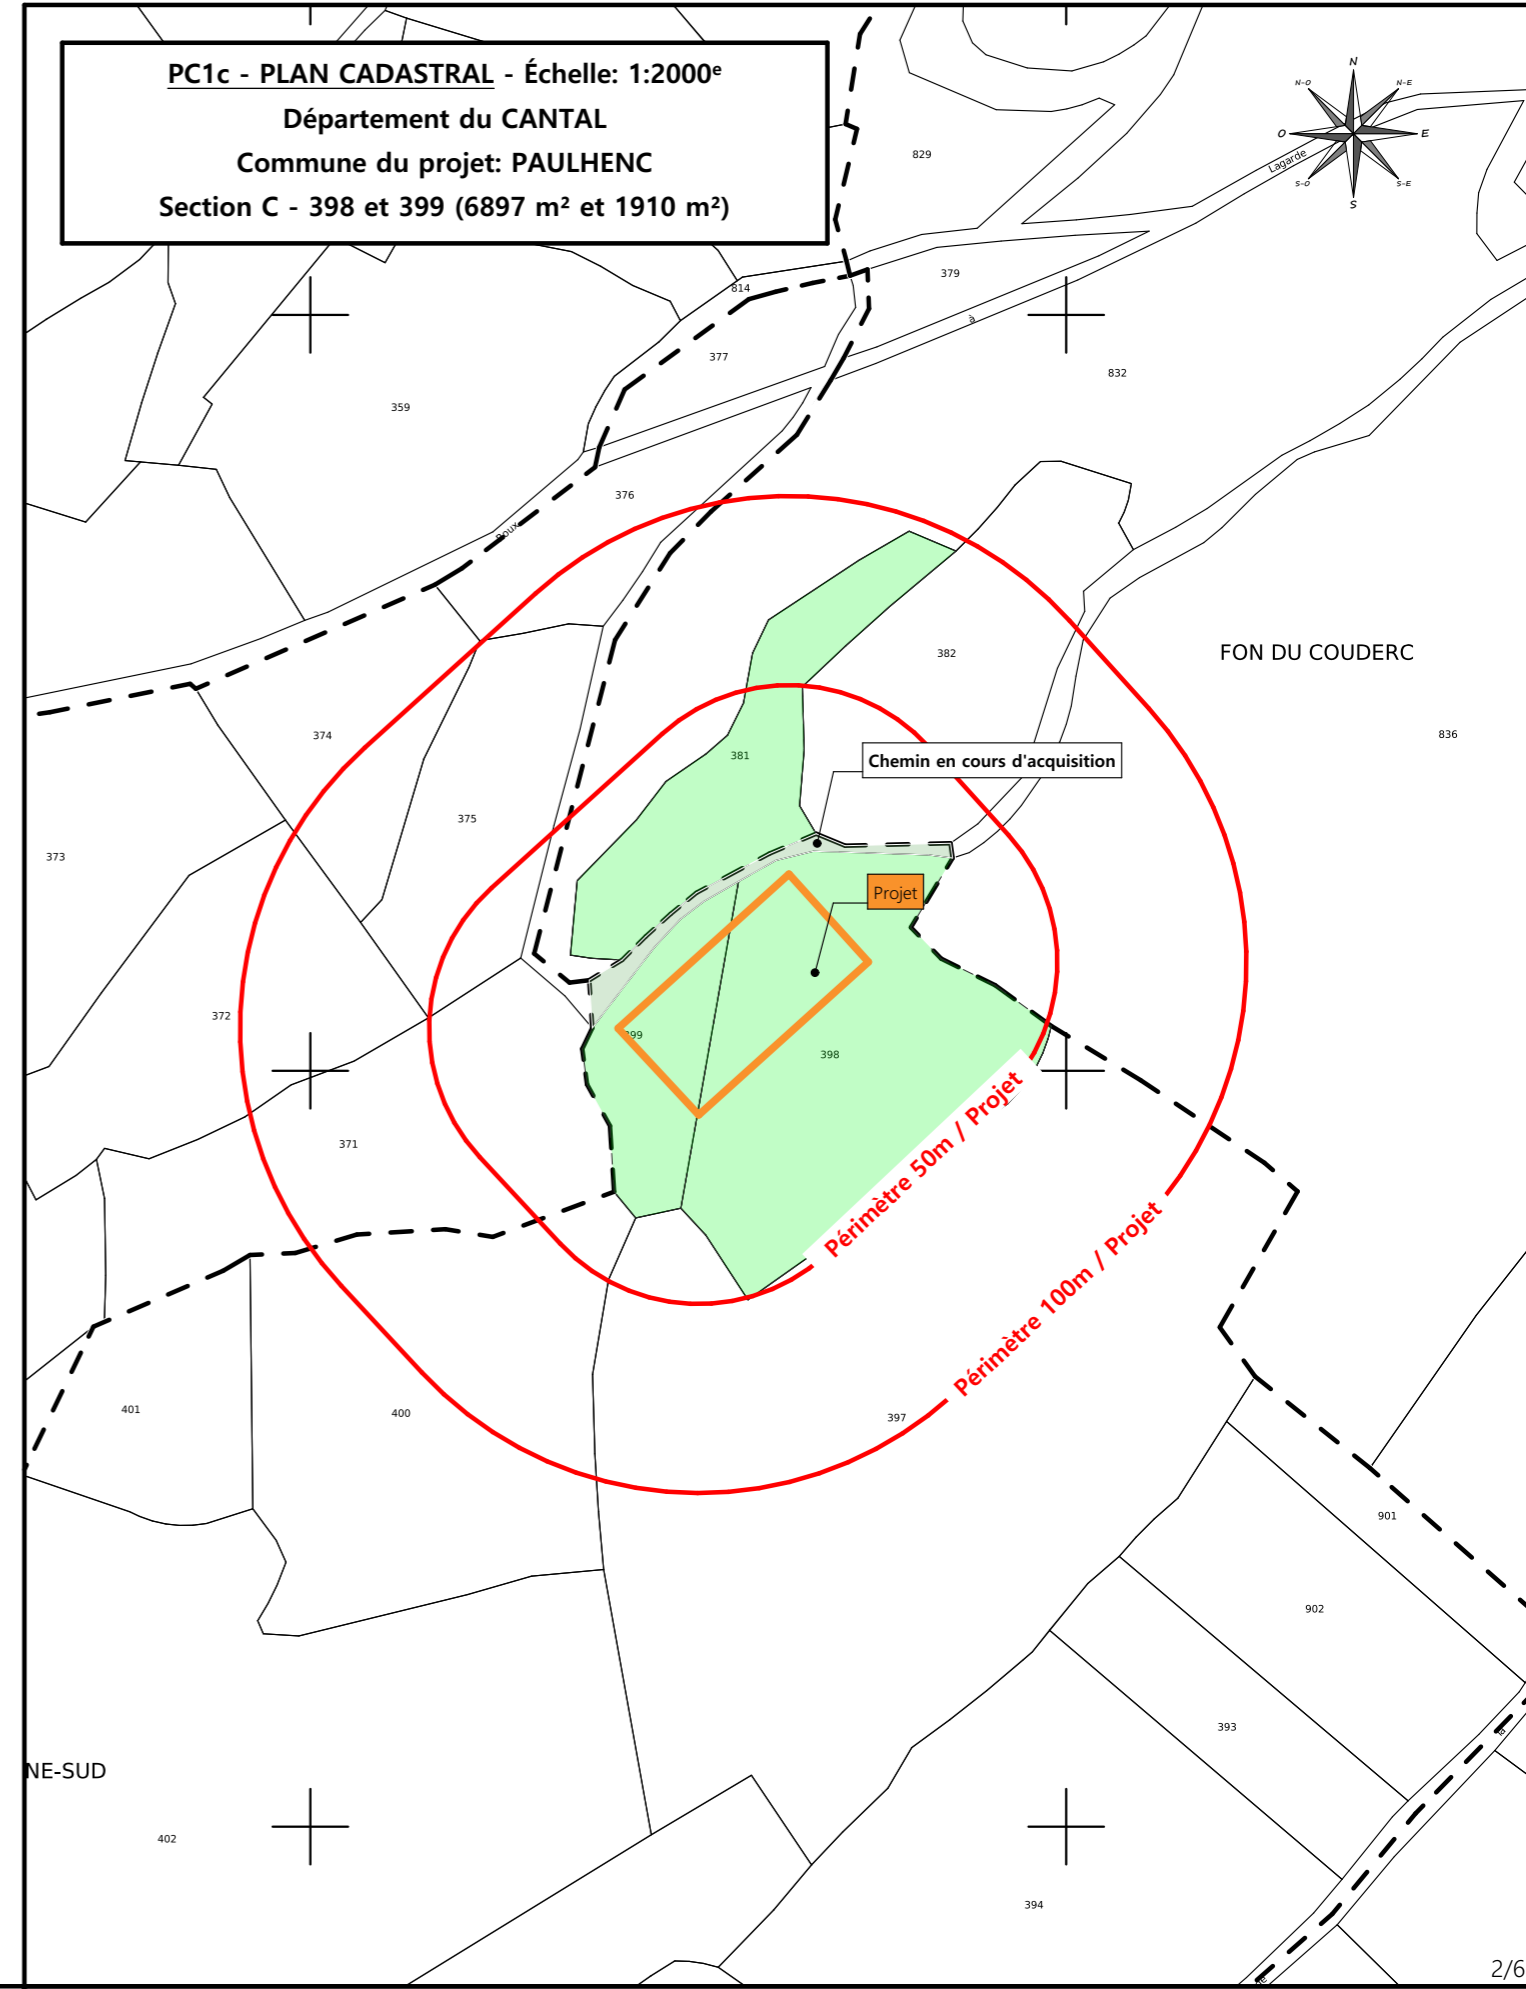 PC1c - PLAN CADASTRAL - Échelle: 1:2000ᵉ
Département du CANTAL
Commune du projet: PAULHENC
Section C - 398 et 399 (6897 m² et 1910 m²)
N
N-O
N-E
O
E
S-O
S-E
S
829
Lagarde
379
814
à
377
832
359
376
Roux
382
FON DU COUDERC
374
836
381
Chemin en cours d'acquisition
375
373
Projet
372
399
398
Périmètre 50m / Projet
371
Périmètre 100m / Projet
401
400
397
901
902
393
NE-SUD
402
394
2/6